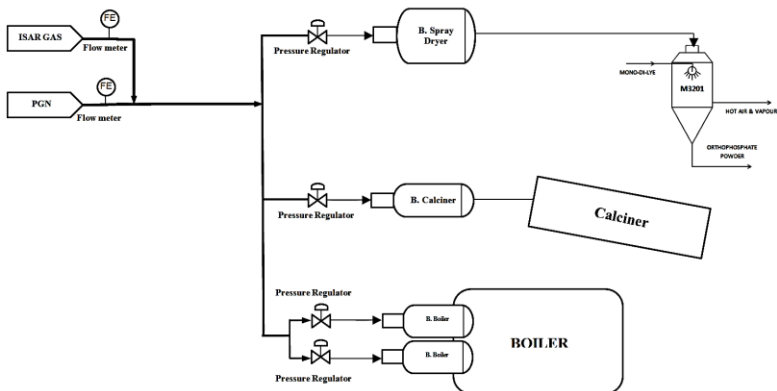 ISAR GAS
FE
Flow meter
PGN
FE
Flow meter
Pressure Regulator
B. Spray
Dryer
MONO-DI-LYE
M3201
HOT AIR & VAPOUR
ORTHOPHOSPHATE
POWDER
Pressure Regulator
B. Calciner
Calciner
Pressure Regulator
B. Boiler
BOILER
B. Boiler
Pressure Regulator